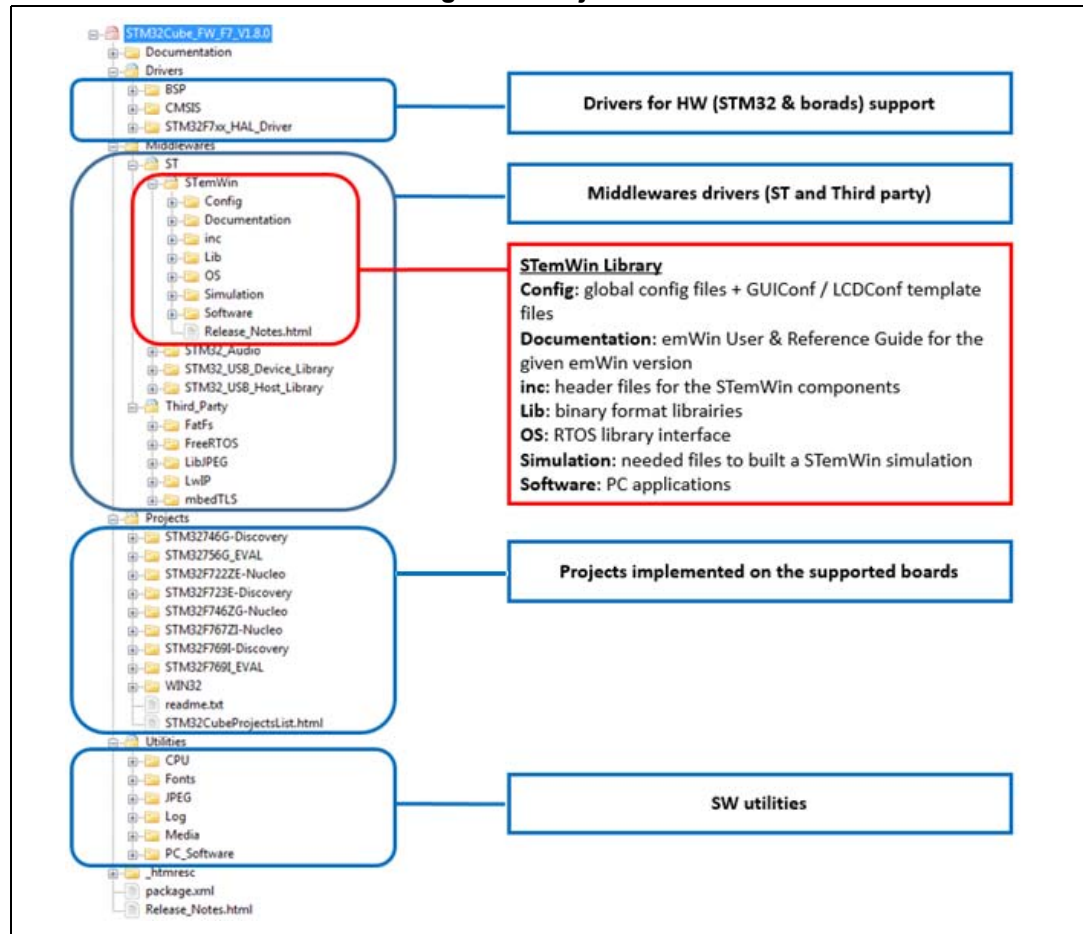 STM32Cube_FW_F7_V1.8.0
Documentation
Drivers
BSP
CMSIS
STM32F7xx_HAL_Driver
Middlewares
ST
STemWin
Config
Documentation
inc
Lib
OS
Simulation
Software
Release_Notes.html
STM32_Audio
STM32_USB_Device_Library
STM32_USB_Host_Library
Third_Party
FatFs
FreeRTOS
LibJPEG
LwIP
mbedTLS
Projects
STM32746G-Discovery
STM32756G_EVAL
STM32F722ZE-Nucleo
STM32F723E-Discovery
STM32F746ZG-Nucleo
STM32F767ZI-Nucleo
STM32F769I-Discovery
STM32F769I_EVAL
WIN32
readme.txt
STM32CubeProjectsList.html
Utilities
CPU
Fonts
JPEG
Log
Media
PC_Software
_htmresc
package.xml
Release_Notes.html
Drivers for HW (STM32 & borads) support
Middlewares drivers (ST and Third party)
STemWin Library
Config: global config files + GUIConf / LCDConf template
files
Documentation: emWin User & Reference Guide for the
given emWin version
inc: header files for the STemWin components
Lib: binary format librairies
OS: RTOS library interface
Simulation: needed files to built a STemWin simulation
Software: PC applications
Projects implemented on the supported boards
SW utilities